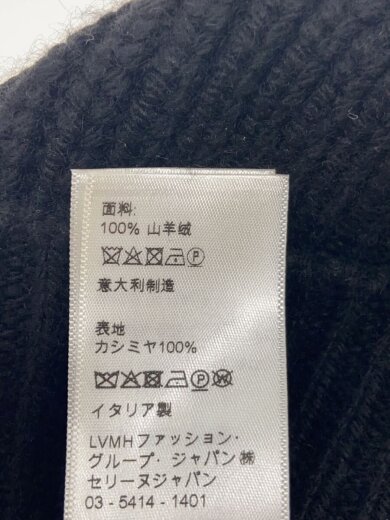 面料:
100% 山羊绒
P
意大利制造
表地
カシミヤ100%
P W
イタリア製
LVMHファッション・
グループ・ジャパン㈱
セリーヌジャパン
03 - 5414 - 1401